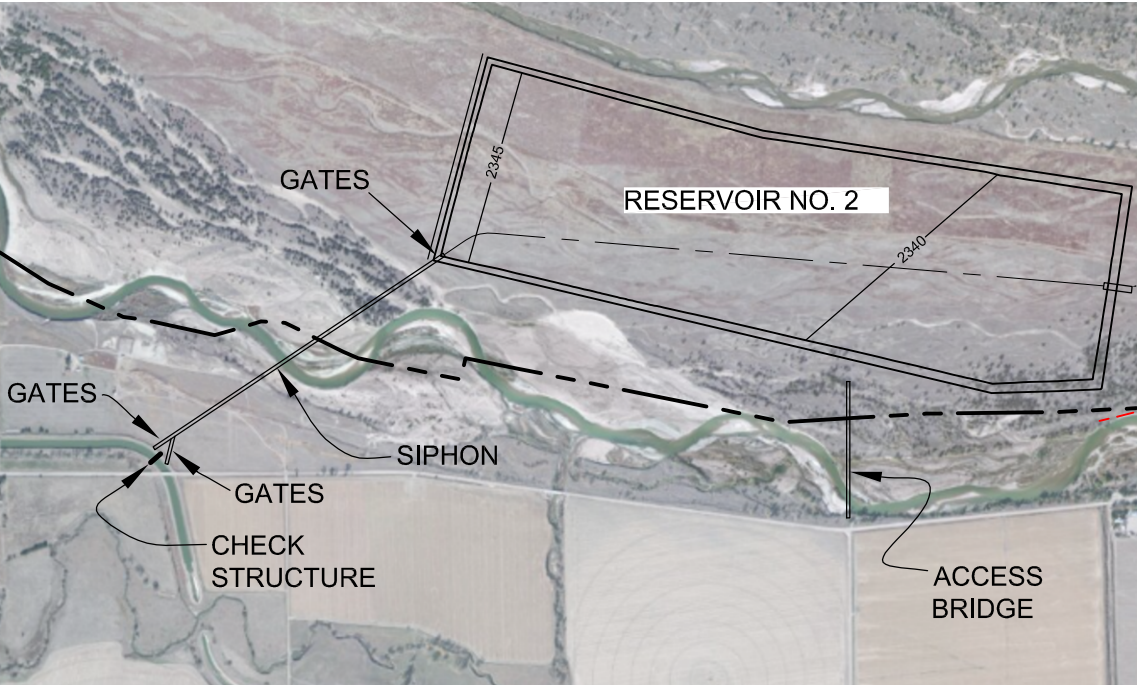 2345
GATES
RESERVOIR NO. 2
2340
GATES
SIPHON
GATES
CHECK
STRUCTURE
ACCESS
BRIDGE